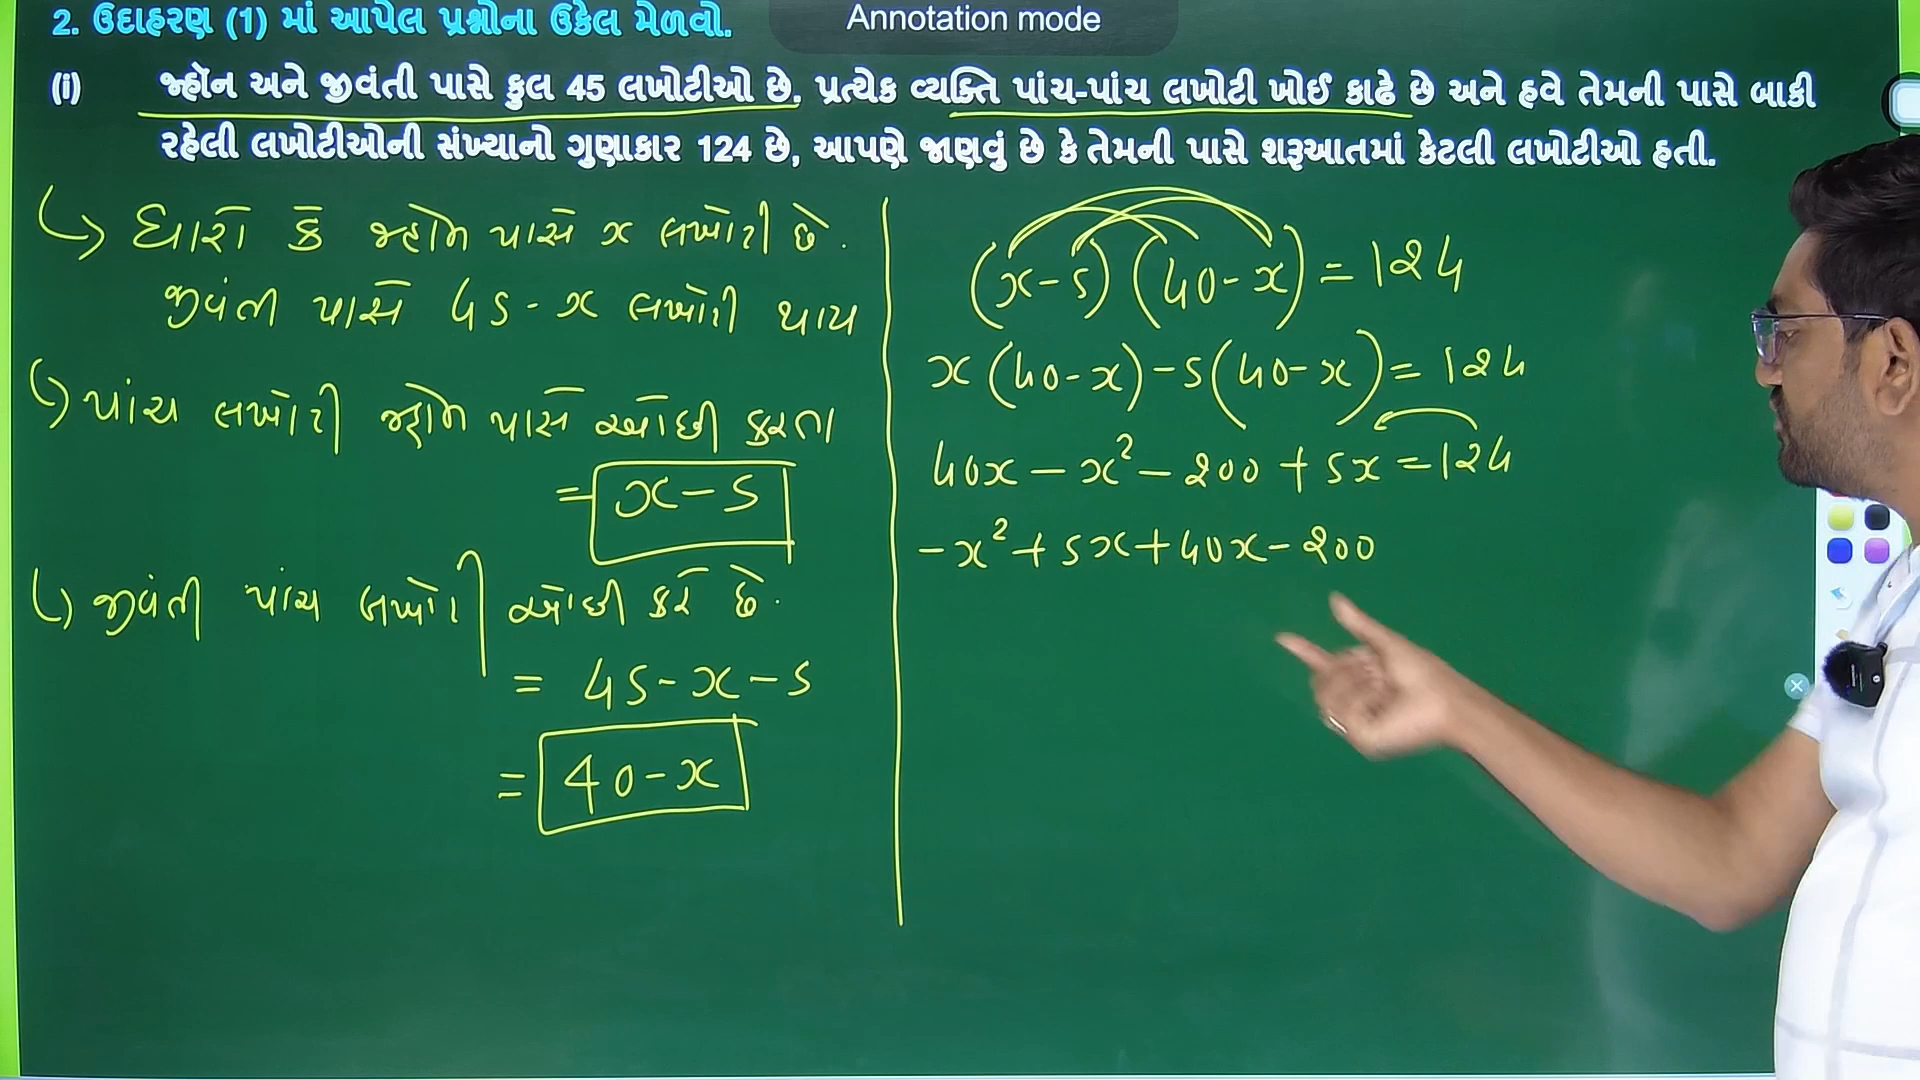 Annotation mode
2. ઉદાહરણ (1) માં આપેલ પ્રશ્નોના ઉકેલ મેળવો.
(i) જ્હૉન અને જીવંતી પાસે કુલ 45 લખોટીઓ છે. પ્રત્યેક વ્યક્તિ પાંચ-પાંચ લખોટી ખોઈ કાઢે છે અને હવે તેમની પાસે બાકી
રહેલી લખોટીઓની સંખ્યાનો ગુણાકાર 124 છે, આપણે જાણવું છે કે તેમની પાસે શરૂઆતમાં કેટલી લખોટીઓ હતી.
ધારો કે જ્હોન પાસે x લખોટી છે.
જીવંતી પાસે 45 - x લખોટી થાય
પાંચ લખોટી જ્હોન પાસે ઓછી કરતા
= x - 5
જીવંતી પાંચ લખોટી ઓછી કરે છે.
= 45 - x - 5
= 40 - x
(x - 5) (40 - x) = 124
x (40 - x) - 5 (40 - x) = 124
40x - x² - 200 + 5x = 124
- x² + 5x + 40x - 200